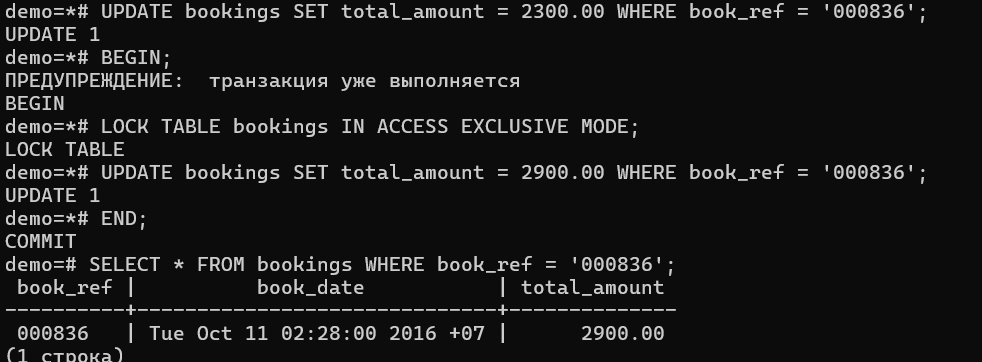 demo=*# UPDATE bookings SET total_amount = 2300.00 WHERE book_ref = '000836';
UPDATE 1
demo=*# BEGIN;
ПРЕДУПРЕЖДЕНИЕ:  транзакция уже выполняется
BEGIN
demo=*# LOCK TABLE bookings IN ACCESS EXCLUSIVE MODE;
LOCK TABLE
demo=*# UPDATE bookings SET total_amount = 2900.00 WHERE book_ref = '000836';
UPDATE 1
demo=*# END;
COMMIT
demo=# SELECT * FROM bookings WHERE book_ref = '000836';
 book_ref |          book_date           | total_amount
----------+------------------------------+--------------
 000836   | Tue Oct 11 02:28:00 2016 +07 |      2900.00
(1 строка)